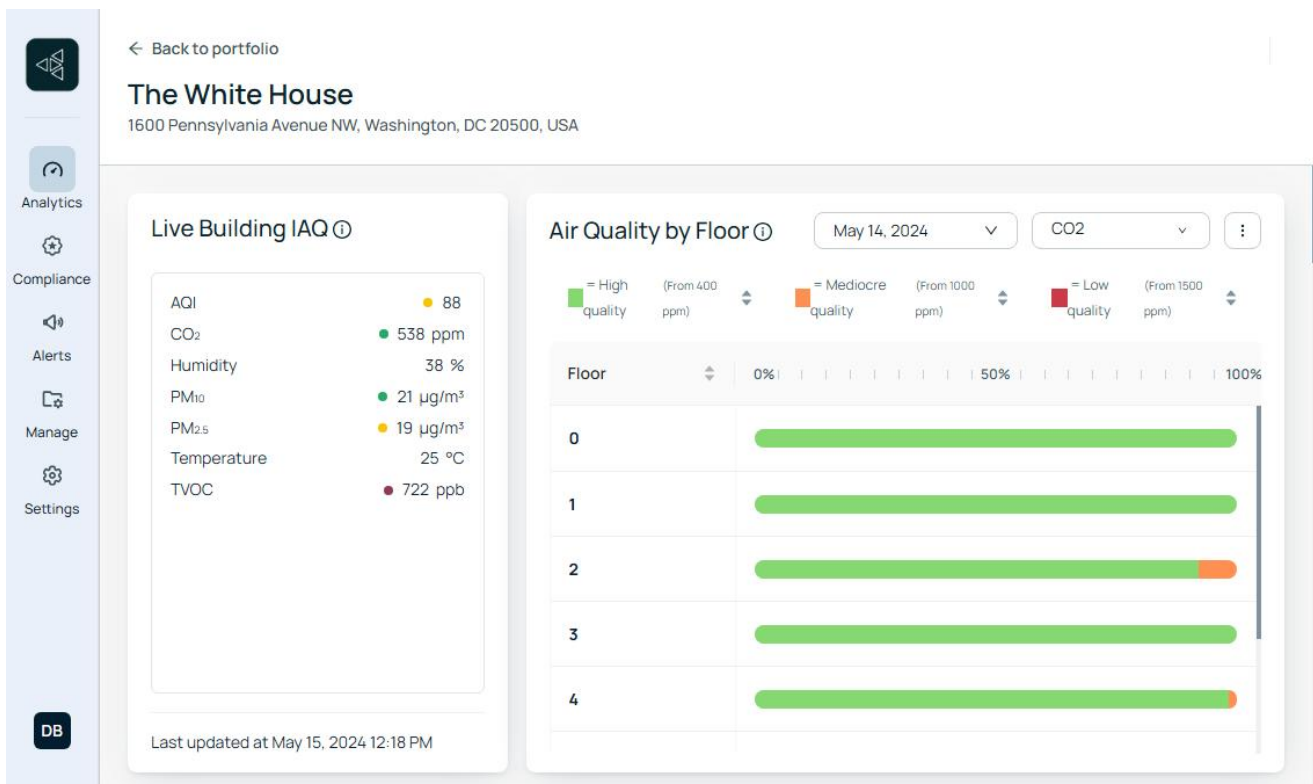 ← Back to portfolio
The White House
1600 Pennsylvania Avenue NW, Washington, DC 20500, USA
Analytics
Compliance
Alerts
Manage
Settings
DB
Live Building IAQ
AQI 88
CO₂ 538 ppm
Humidity 38 %
PM₁₀ 21 µg/m³
PM₂.₅ 19 µg/m³
Temperature 25 °C
TVOC 722 ppb
Last updated at May 15, 2024 12:18 PM
Air Quality by Floor May 14, 2024 CO2
= High quality (From 400 ppm)
= Mediocre quality (From 1000 ppm)
= Low quality (From 1500 ppm)
Floor 0% 50% 100%
0
1
2
3
4